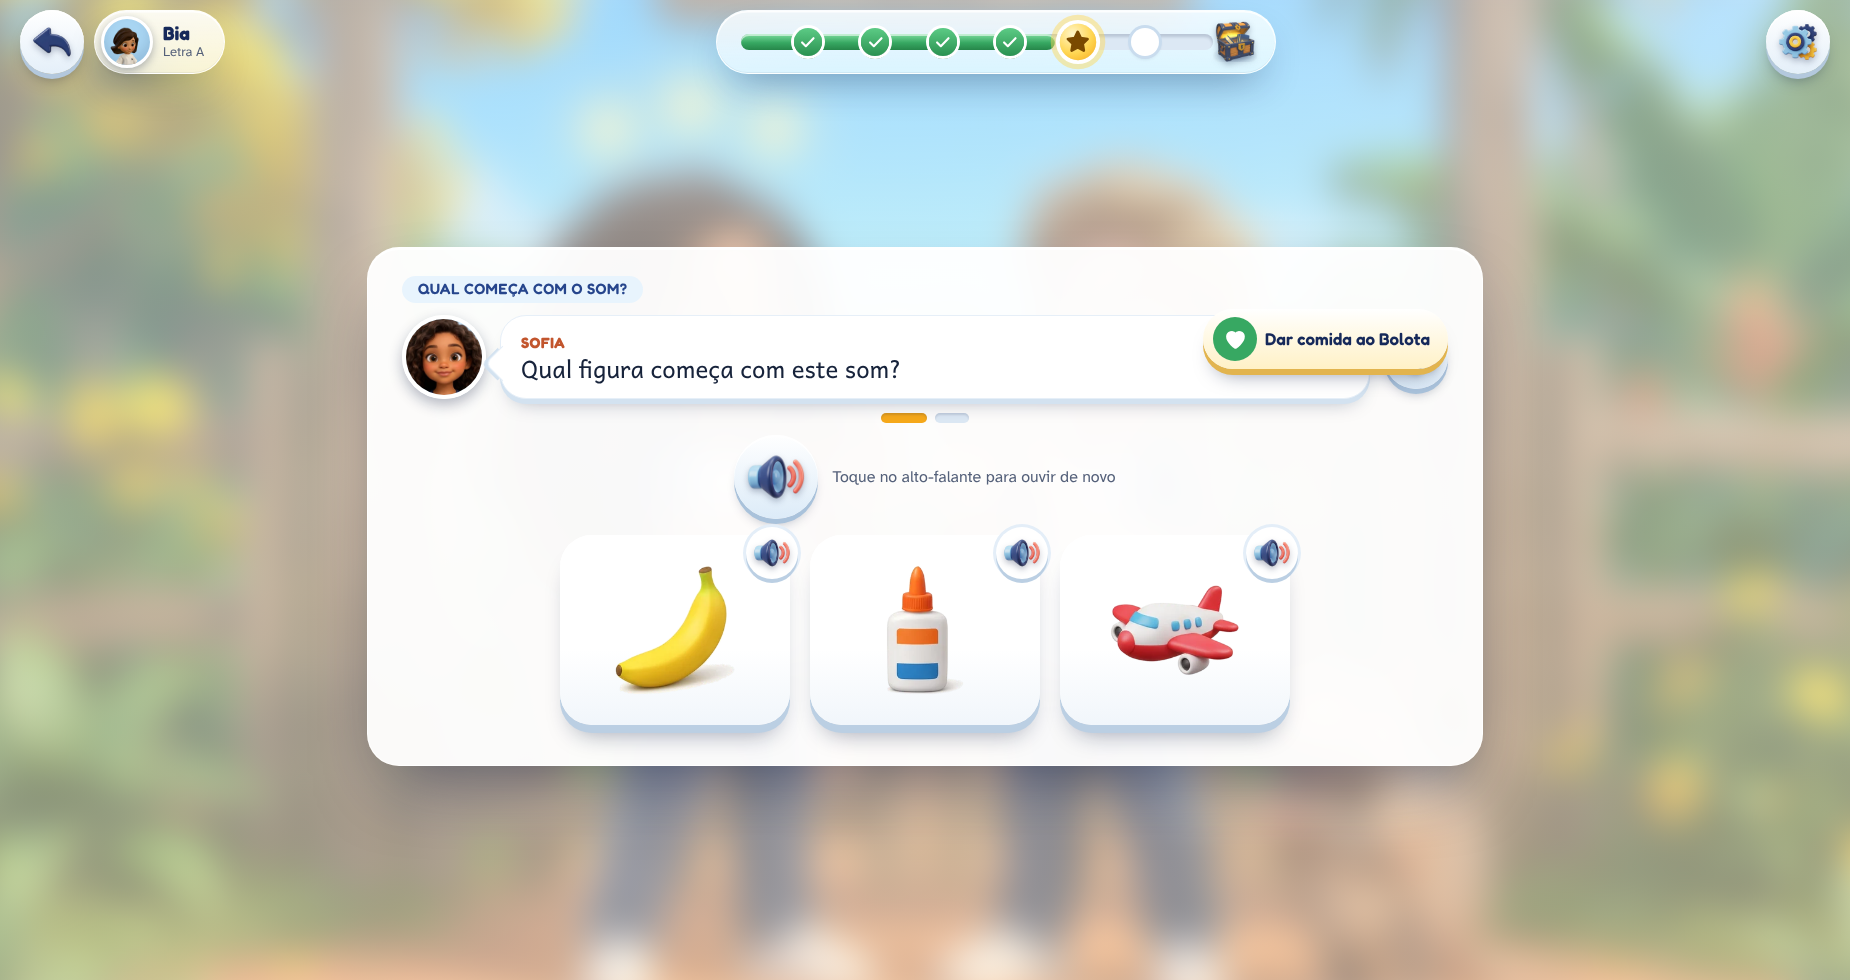 Bia
Letra A
QUAL COMEÇA COM O SOM?
SOFIA
Qual figura começa com este som?
Dar comida ao Bolota
Toque no alto-falante para ouvir de novo